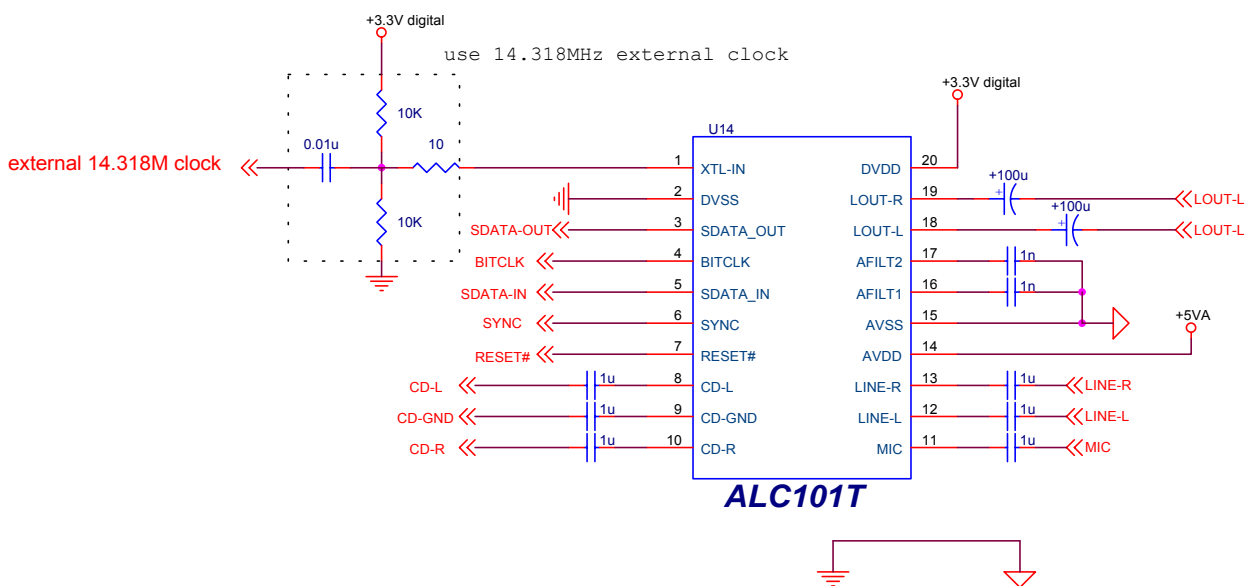 +3.3V digital
use 14.318MHz external clock
+3.3V digital
10K
U14
0.01u
10
external 14.318M clock
1 XTL-IN DVDD 20
+100u
2 DVSS LOUT-R 19 LOUT-L
10K
+100u
SDATA-OUT 3 SDATA_OUT LOUT-L 18 LOUT-L
BITCLK 4 BITCLK AFILT2 17 1n
SDATA-IN 5 SDATA_IN AFILT1 16 1n
SYNC 6 SYNC AVSS 15
+5VA
RESET# 7 RESET# AVDD 14
CD-L 1u 8 CD-L LINE-R 13 1u LINE-R
CD-GND 1u 9 CD-GND LINE-L 12 1u LINE-L
CD-R 1u 10 CD-R MIC 11 1u MIC
ALC101T